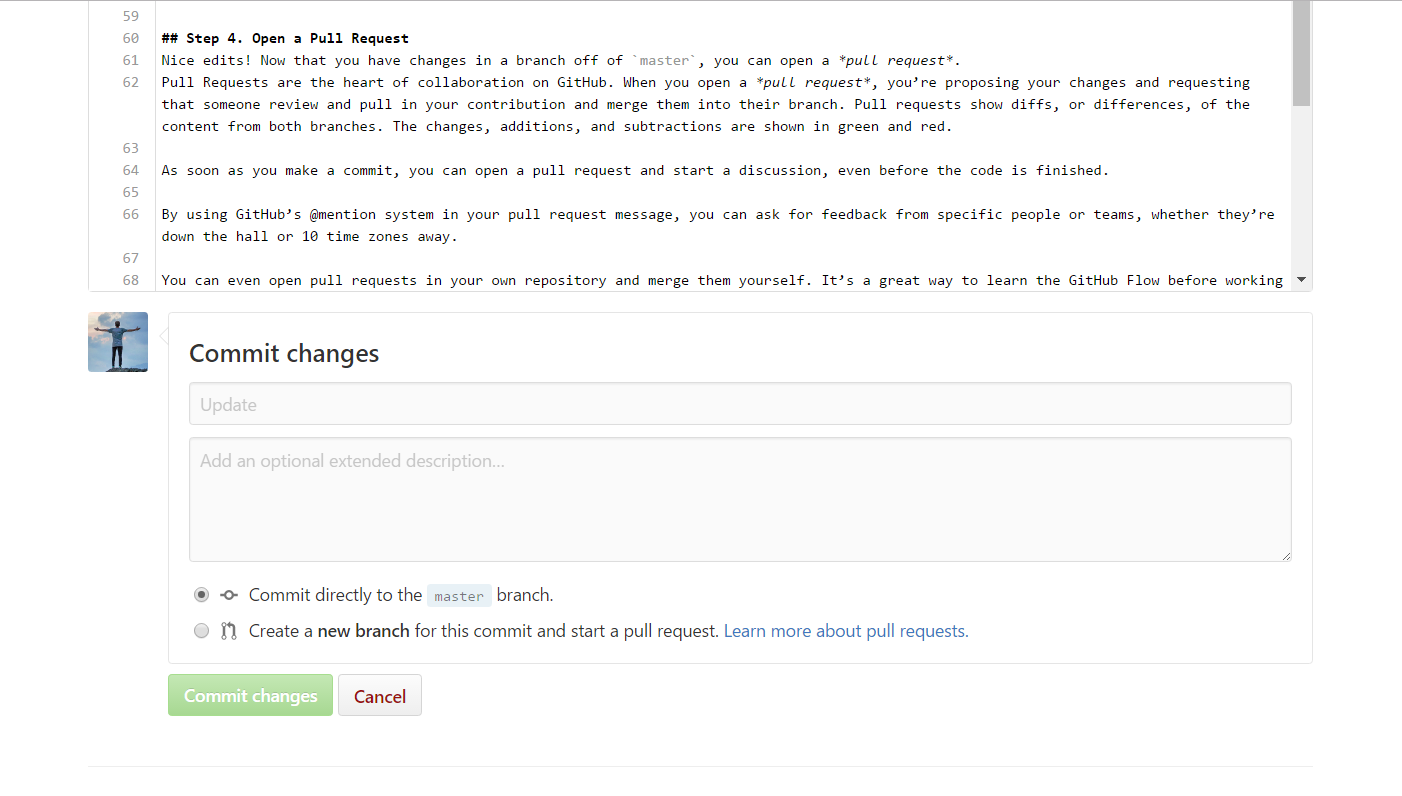 59
60 ## Step 4. Open a Pull Request
61 Nice edits! Now that you have changes in a branch off of `master`, you can open a *pull request*.
62 Pull Requests are the heart of collaboration on GitHub. When you open a *pull request*, you’re proposing your changes and requesting
that someone review and pull in your contribution and merge them into their branch. Pull requests show diffs, or differences, of the
content from both branches. The changes, additions, and subtractions are shown in green and red.
63
64 As soon as you make a commit, you can open a pull request and start a discussion, even before the code is finished.
65
66 By using GitHub’s @mention system in your pull request message, you can ask for feedback from specific people or teams, whether they’re
down the hall or 10 time zones away.
67
68 You can even open pull requests in your own repository and merge them yourself. It’s a great way to learn the GitHub Flow before working
Commit changes
Update
Add an optional extended description...
Commit directly to the master branch.
Create a new branch for this commit and start a pull request. Learn more about pull requests.
Commit changes Cancel